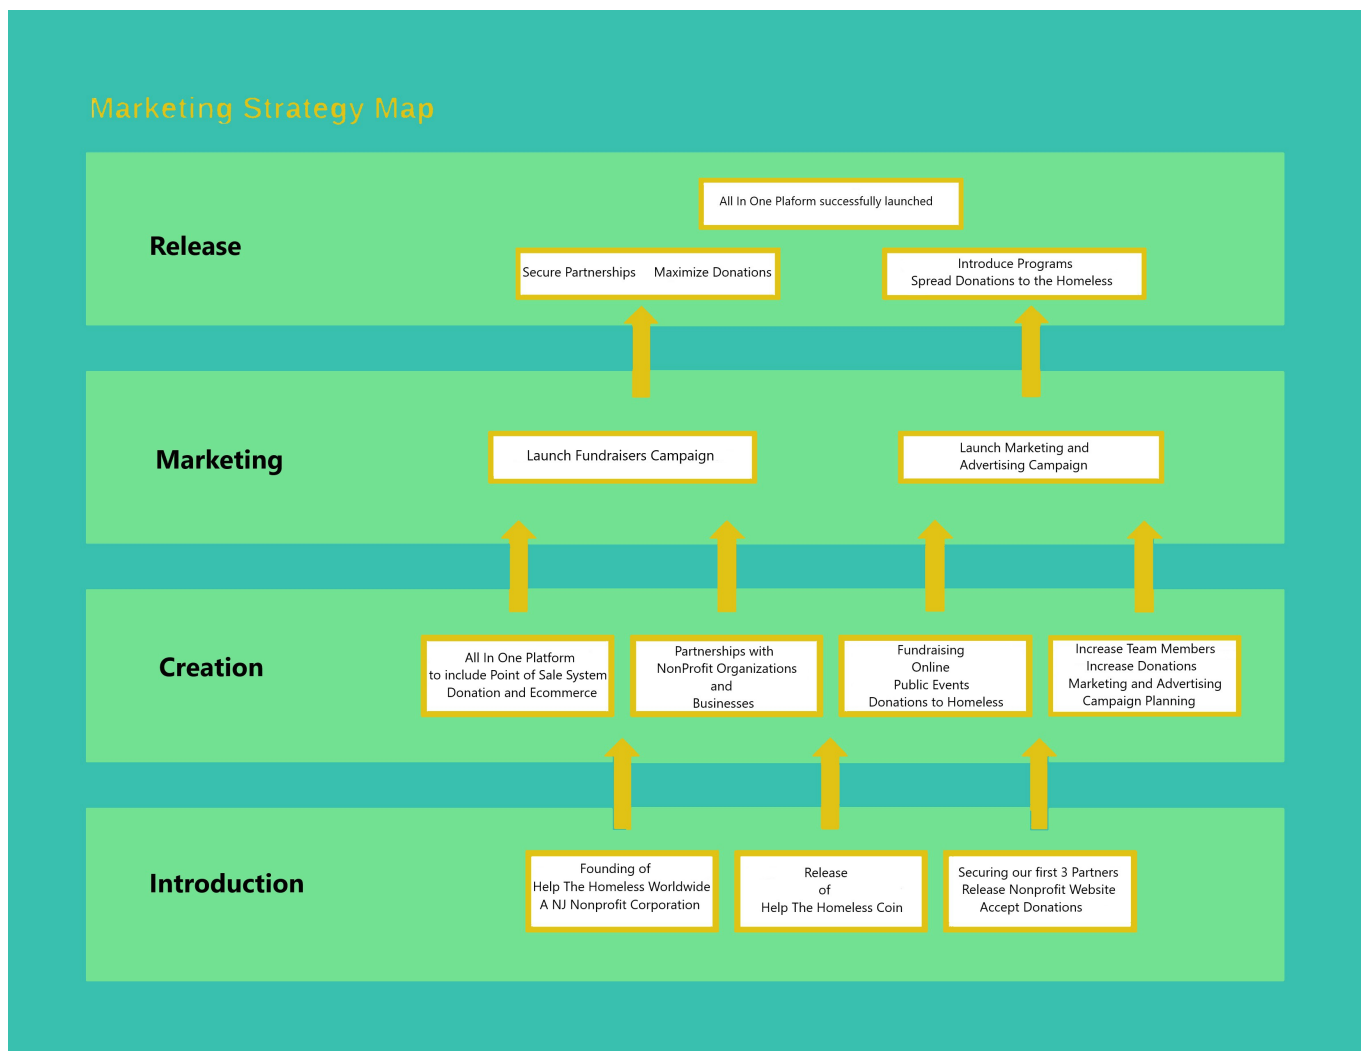 Marketing Strategy Map
Release
All In One Plaform successfully launched
Secure Partnerships Maximize Donations
Introduce Programs
Spread Donations to the Homeless
Marketing
Launch Fundraisers Campaign
Launch Marketing and
Advertising Campaign
Creation
All In One Platform
to include Point of Sale System
Donation and Ecommerce
Partnerships with
NonProfit Organizations
and
Businesses
Fundraising
Online
Public Events
Donations to Homeless
Increase Team Members
Increase Donations
Marketing and Advertising
Campaign Planning
Introduction
Founding of
Help The Homeless Worldwide
A NJ Nonprofit Corporation
Release
of
Help The Homeless Coin
Securing our first 3 Partners
Release Nonprofit Website
Accept Donations